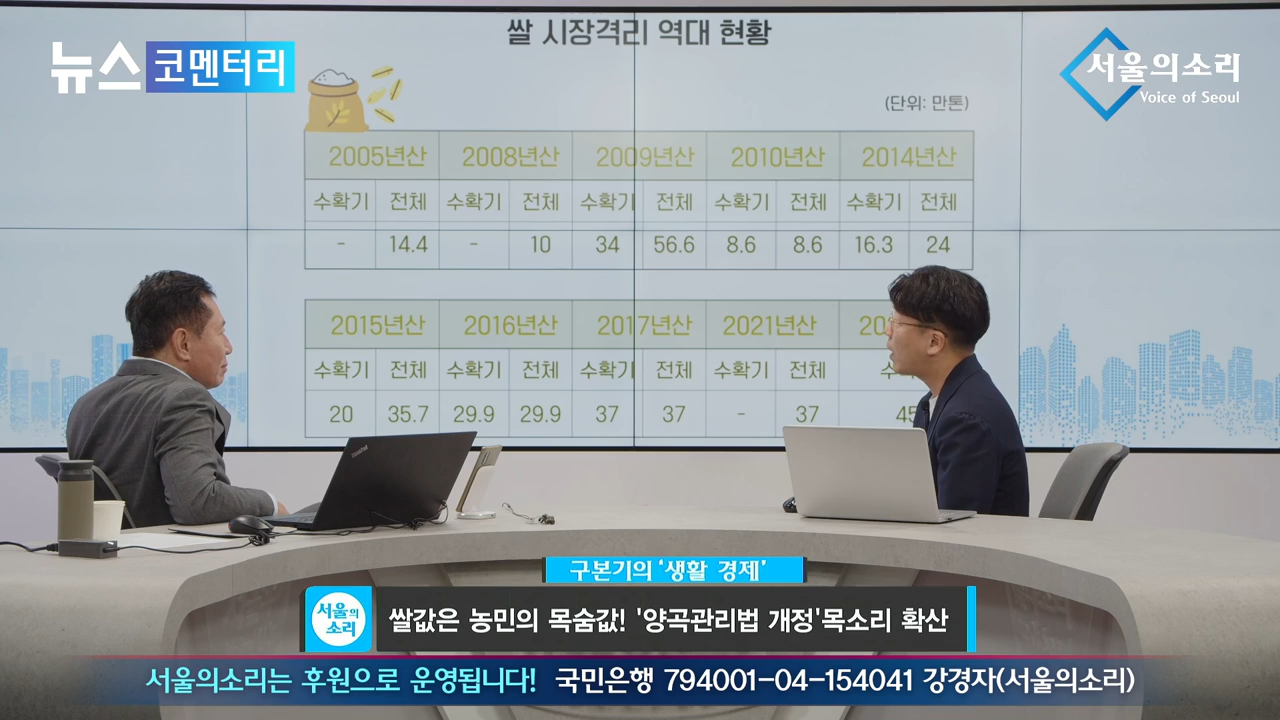 쌀 시장격리 역대 현황
뉴스 코멘터리
서울의소리
Voice of Seoul
(단위: 만톤)
2005년산 2008년산 2009년산 2010년산 2014년산
수확기 전체 수확기 전체 수확기 전체 수확기 전체 수확기 전체
- 14.4 - 10 34 56.6 8.6 8.6 16.3 24
2015년산 2016년산 2017년산 2021년산
수확기 전체 수확기 전체 수확기 전체 수확기 전체
20 35.7 29.9 29.9 37 37 - 37 45
구본기의 '생활 경제'
서울의
소리
쌀값은 농민의 목숨값! '양곡관리법 개정'목소리 확산
서울의소리는 후원으로 운영됩니다! 국민은행 794001-04-154041 강경자(서울의소리)